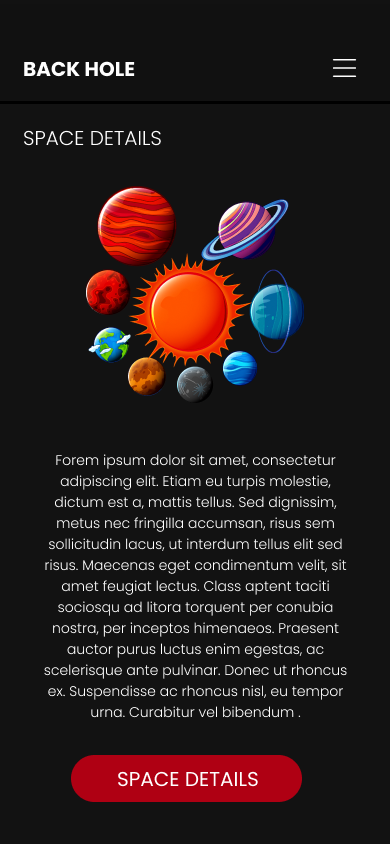 BACK HOLE
SPACE DETAILS
Forem ipsum dolor sit amet, consectetur
adipiscing elit. Etiam eu turpis molestie,
dictum est a, mattis tellus. Sed dignissim,
metus nec fringilla accumsan, risus sem
sollicitudin lacus, ut interdum tellus elit sed
risus. Maecenas eget condimentum velit, sit
amet feugiat lectus. Class aptent taciti
sociosqu ad litora torquent per conubia
nostra, per inceptos himenaeos. Praesent
auctor purus luctus enim egestas, ac
scelerisque ante pulvinar. Donec ut rhoncus
ex. Suspendisse ac rhoncus nisl, eu tempor
urna. Curabitur vel bibendum .
SPACE DETAILS